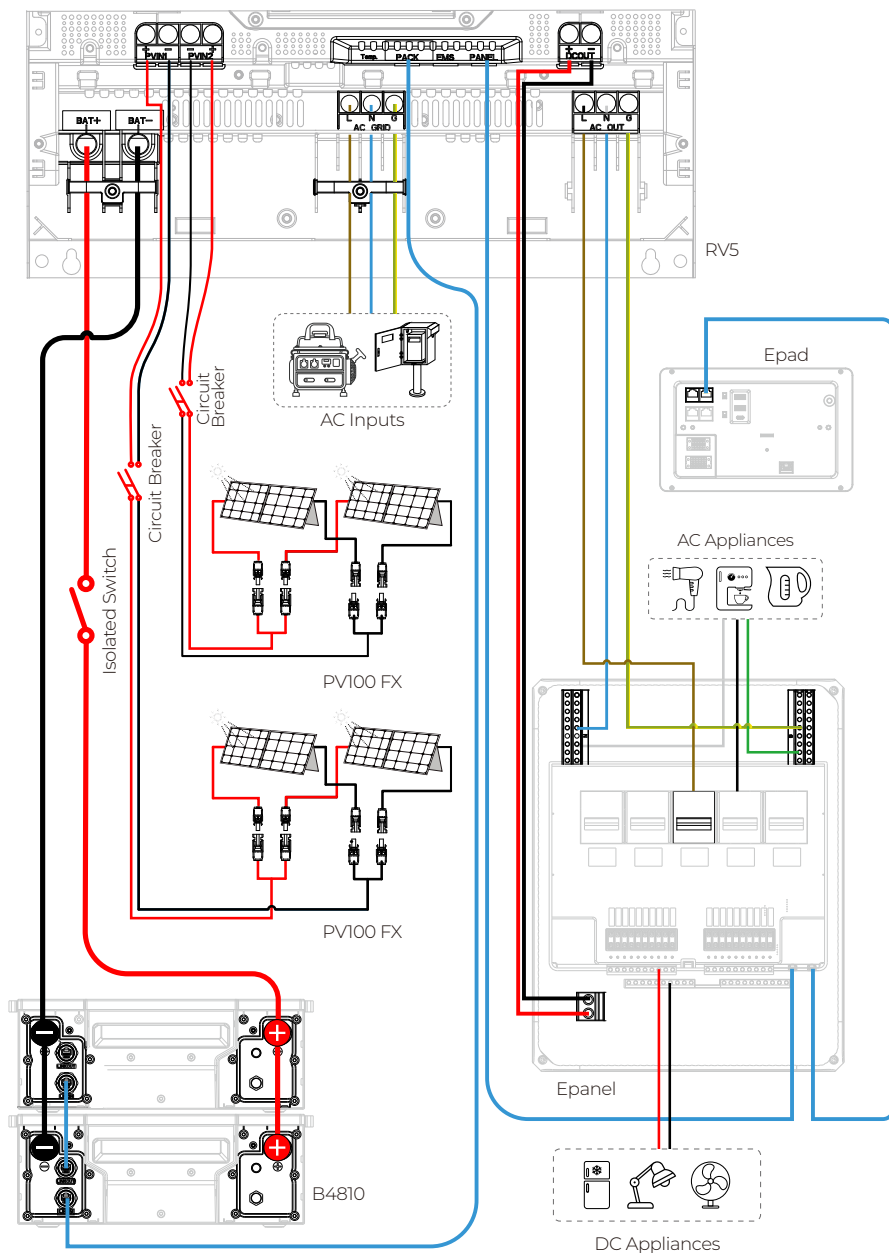 + PVIN1 -
- PVIN2 +
Temp. PACK EMS PANEL
+ -
DCOUT
BAT+ BAT-
L N G
AC GRID
L N G
AC OUT
RV5
Epad
AC Inputs
Circuit
Breaker
Circuit Breaker
Isolated Switch
AC Appliances
PV100 FX
PV100 FX
Epanel
B4810
DC Appliances